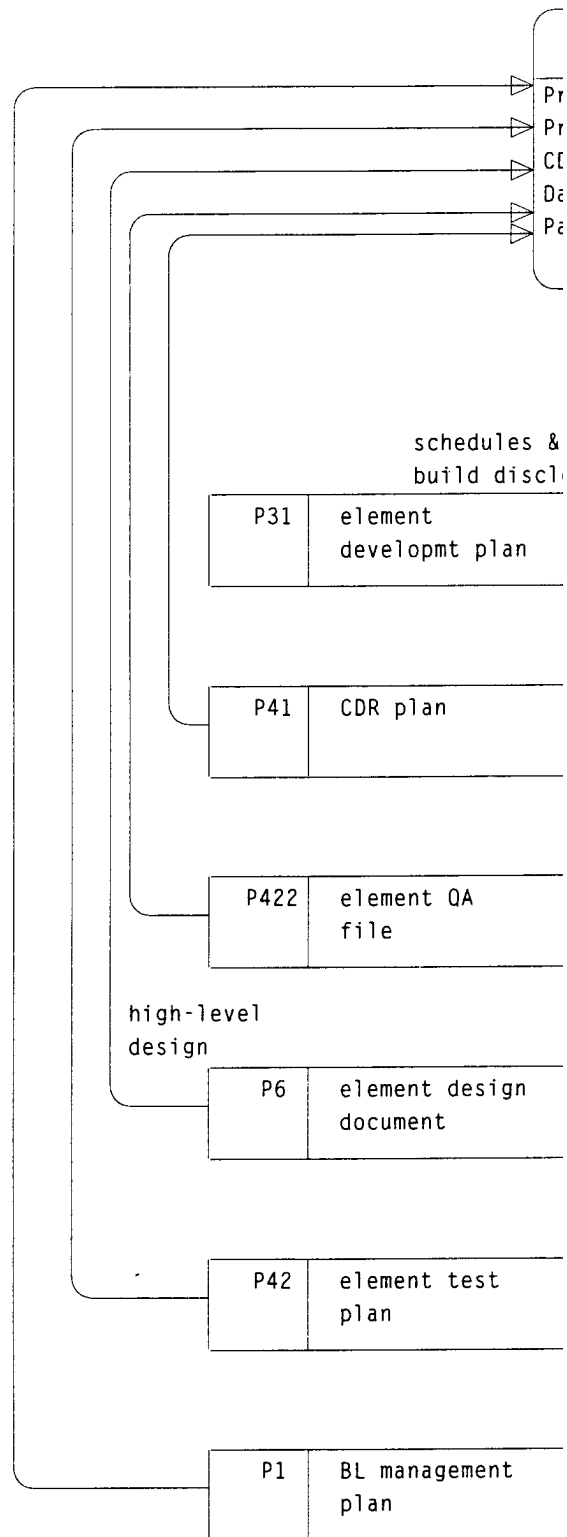 Pr
Pr
CD
Da
Pa
schedules &
build discl
P31 element
developmt plan
P41 CDR plan
P422 element QA
file
high-level
design
P6 element design
document
P42 element test
plan
P1 BL management
plan